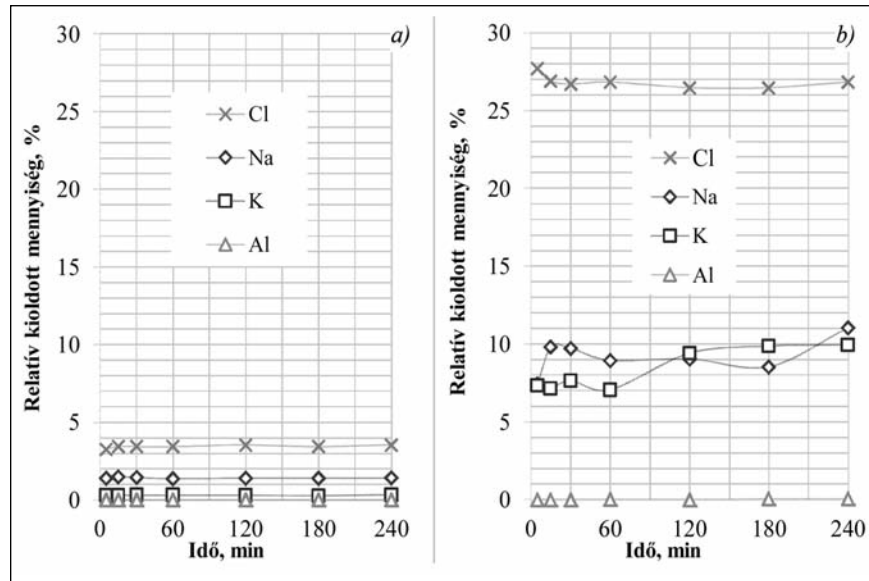 a)
Relatív kioldott mennyiség, %
30
25
20
15
10
5
0
Cl
Na
K
Al
0 60 120 180 240
Idő, min
b)
Relatív kioldott mennyiség, %
30
25
20
15
10
5
0
Cl
Na
K
Al
0 60 120 180 240
Idő, min